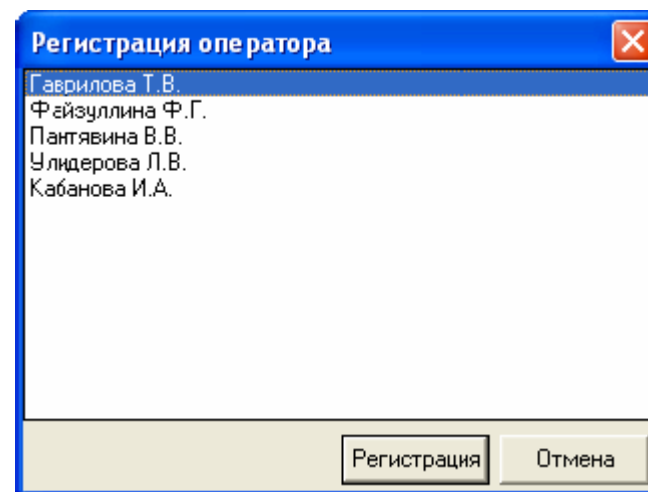 Регистрация оператора
Гаврилова Т.В.
Файзуллина Ф.Г.
Пантявина В.В.
Улидерова Л.В.
Кабанова И.А.
Регистрация
Отмена